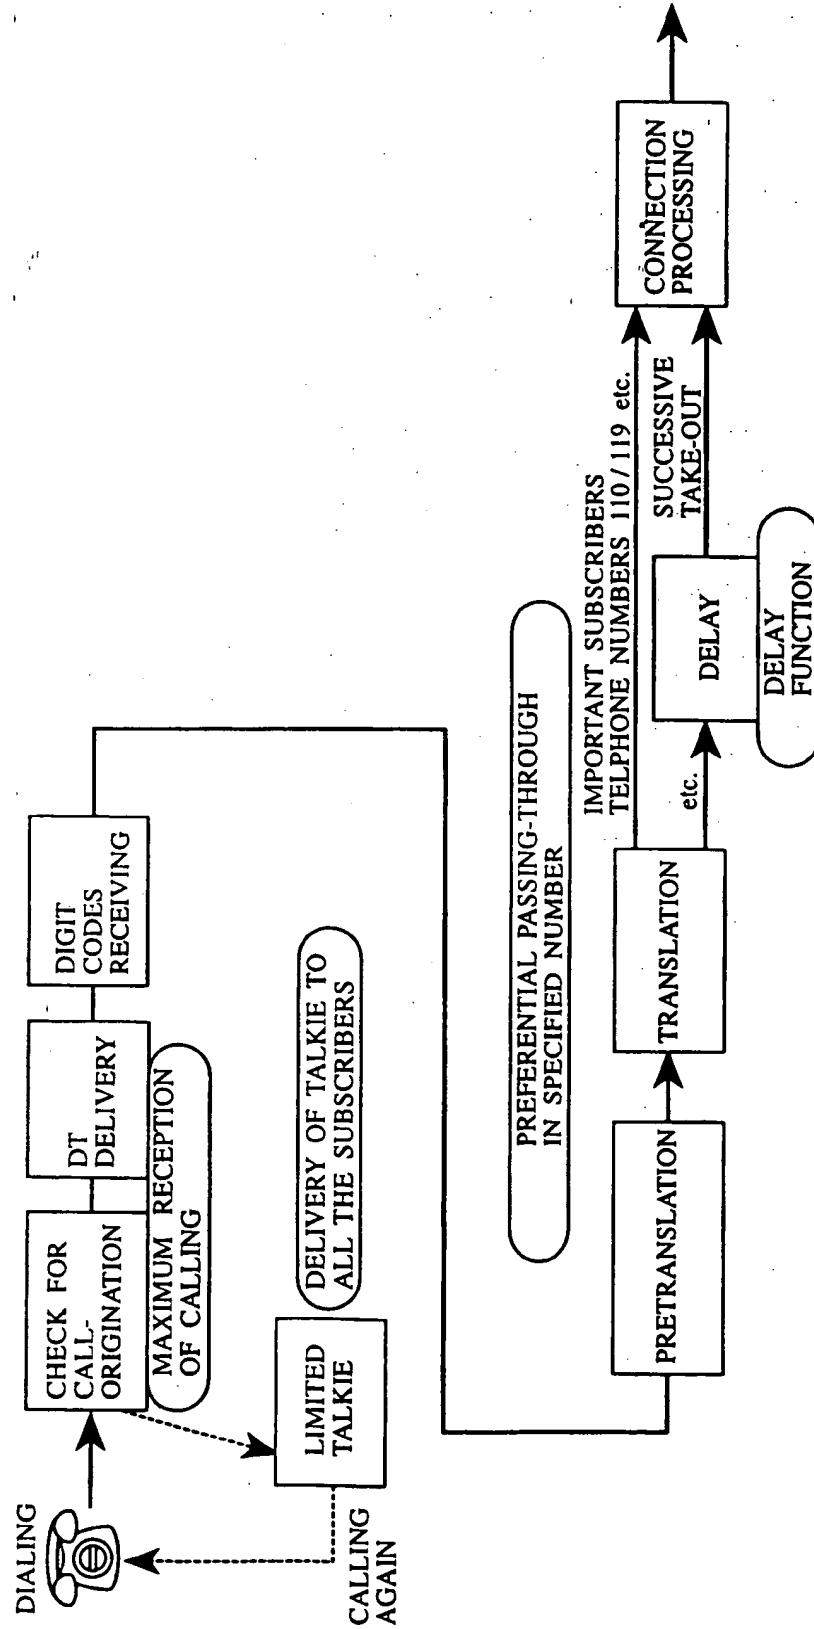 DIALING
CHECK FOR
CALL-
ORIGINATION
DT
DELIVERY
DIGIT
CODES
RECEIVING
MAXIMUM RECEPTION
OF CALLING
LIMITED
TALKIE
DELIVERY OF TALKIE TO
ALL THE SUBSCRIBERS
CALLING
AGAIN
PREFERENTIAL PASSING-THROUGH
IN SPECIFIED NUMBER
PRETRANSLATION
TRANSLATION
IMPORTANT SUBSCRIBERS
TELPHONE NUMBERS 110/119 etc.
etc.
DELAY
DELAY
FUNCTION
SUCCESSIVE
TAKE-OUT
CONNECTION
PROCESSING